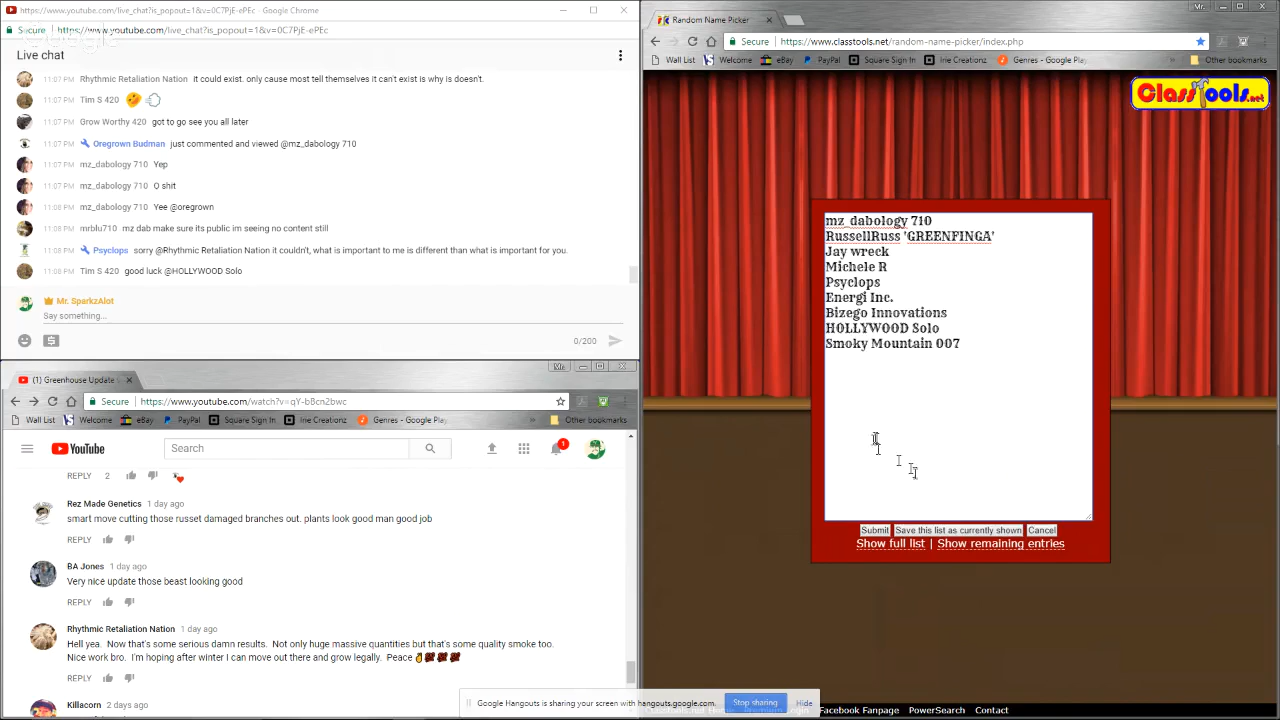 https://www.youtube.com/live_chat?is_popout=1&v=0C7PjE-ePEc - Google Chrome
Secure https://www.youtube.com/live_chat?is_popout=1&v=0C7PjE-ePEc
Live chat
11:07 PM Rhythmic Retaliation Nation it could exist. only cause most tell themselves it can't exist is why is doesn't.
11:07 PM Tim S 420
11:07 PM Grow Worthy 420 got to go see you all later
11:07 PM Oregrown Budman just commented and viewed @mz_dabology 710
11:07 PM mz_dabology 710 Yep
11:07 PM mz_dabology 710 O shit
11:07 PM mz_dabology 710 Yee @oregrown
11:08 PM mrblu710 mz dab make sure its public im seeing no content still
11:08 PM Psyclops sorry @Rhythmic Retaliation Nation it couldn't, what is important to me is different than what is important for you.
11:08 PM Tim S 420 good luck @HOLLYWOOD Solo
Mr. SparkzAlot
Say something...
0/200
(1) Greenhouse Update
Secure https://www.youtube.com/watch?v=qY-bBcn2bwc
Wall List Welcome eBay PayPal Square Sign In Irie Creationz Genres - Google Play Other bookmarks
YouTube
Search
1
REPLY 2
Rez Made Genetics 1 day ago
smart move cutting those russet damaged branches out. plants look good man good job
REPLY
BA Jones 1 day ago
Very nice update those beast looking good
REPLY
Rhythmic Retaliation Nation 1 day ago
Hell yea. Now that's some serious damn results. Not only huge massive quantities but that's some quality smoke too.
Nice work bro. I'm hoping after winter I can move out there and grow legally. Peace
REPLY
Killacorn 2 days ago
Google Hangouts is sharing your screen with hangouts.google.com. Stop sharing Hide
Random Name Picker
Mr.
Secure https://www.classtools.net/random-name-picker/index.php
Wall List Welcome eBay PayPal Square Sign In Irie Creationz Genres - Google Play Other bookmarks
ClassTools.net
mz_dabology 710
RussellRuss 'GREENFINGA'
Jay wreck
Michele R
Psyclops
Energi Inc.
Bizego Innovations
HOLLYWOOD Solo
Smoky Mountain 007
Submit Save this list as currently shown Cancel
Show full list | Show remaining entries
Facebook Fanpage PowerSearch Contact